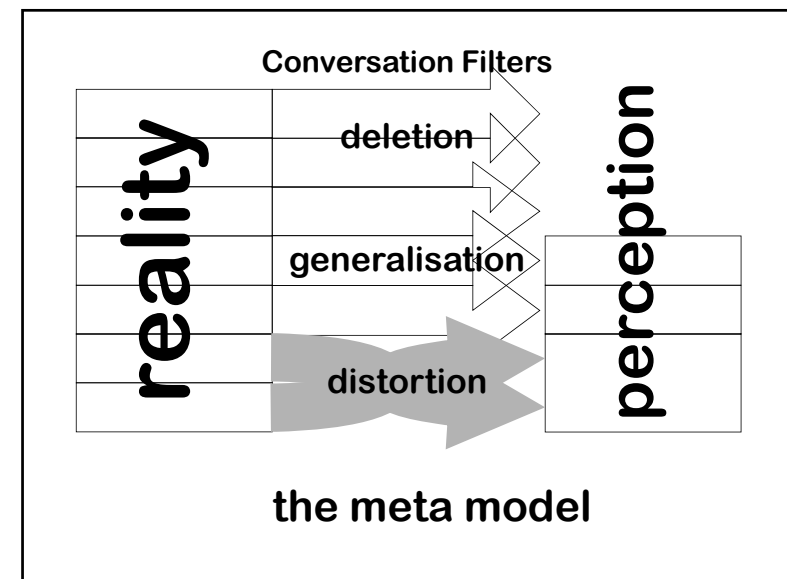 Conversation Filters
reality
deletion
generalisation
distortion
perception
the meta model